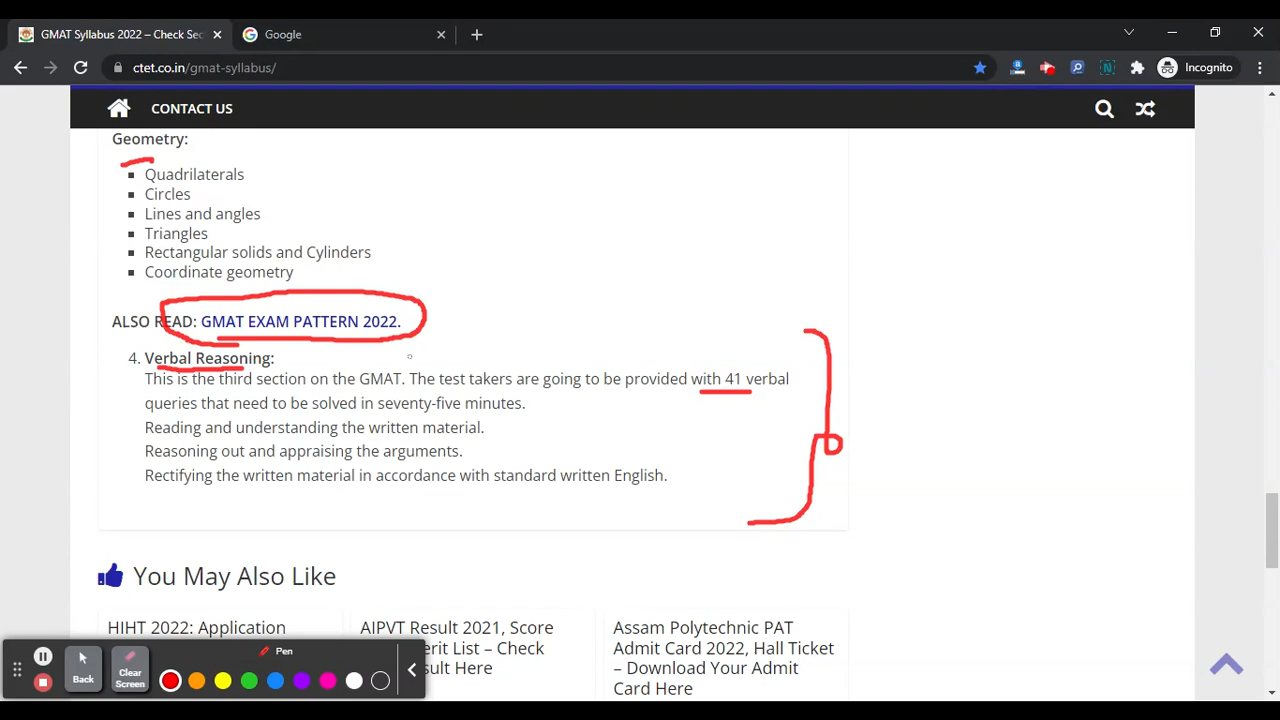 GMAT Syllabus 2022 – Check Sec
Google
ctet.co.in/gmat-syllabus/
Incognito
CONTACT US
Geometry:
Quadrilaterals
Circles
Lines and angles
Triangles
Rectangular solids and Cylinders
Coordinate geometry
ALSO READ: GMAT EXAM PATTERN 2022.
4. Verbal Reasoning:
This is the third section on the GMAT. The test takers are going to be provided with 41 verbal
queries that need to be solved in seventy-five minutes.
Reading and understanding the written material.
Reasoning out and appraising the arguments.
Rectifying the written material in accordance with standard written English.
You May Also Like
HIHT 2022: Application
AIPVT Result 2021, Score
erit List – Check
sult Here
Assam Polytechnic PAT
Admit Card 2022, Hall Ticket
– Download Your Admit
Card Here
Pen
Back
Clear
Screen